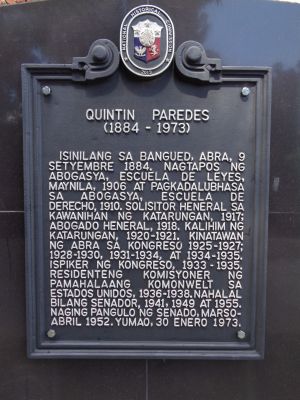 NATIONAL HISTORICAL COMMISSION
QUINTIN PAREDES
(1884 - 1973)
ISINILANG SA BANGUED, ABRA, 9
SETYEMBRE 1884. NAGTAPOS NG
ABOGASYA, ESCUELA DE LEYES,
MAYNILA, 1906 AT PAGKADALUBHASA
SA ABOGASYA, ESCUELA DE
DERECHO, 1910. SOLISITOR HENERAL SA
KAWANIHAN NG KATARUNGAN, 1917;
ABOGADO HENERAL, 1918. KALIHIM NG
KATARUNGAN, 1920-1921. KINATAWAN
NG ABRA SA KONGRESO 1925-1927;
1928-1930, 1931-1934, AT 1934-1935.
ISPIKER NG KONGRESO, 1933 - 1935.
RESIDENTENG KOMISYONER NG
PAMAHALAANG KOMONWELT SA
ESTADOS UNIDOS, 1936-1938. NAHALAL
BILANG SENADOR, 1941, 1949 AT 1955.
NAGING PANGULO NG SENADO, MARSO-
ABRIL 1952. YUMAO, 30 ENERO 1973.